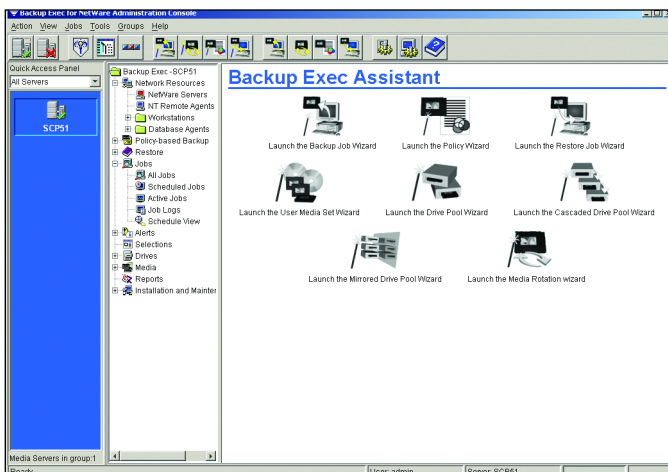 Backup Exec for NetWare Administration Console
Action View Jobs Tools Groups Help
Quick Access Panel
All Servers
SCP51
Media Servers in group:1
Backup Exec -SCP51
Network Resources
NetWare Servers
NT Remote Agents
Workstations
Database Agents
Policy-based Backup
Restore
Jobs
All Jobs
Scheduled Jobs
Active Jobs
Job Logs
Schedule View
Alerts
Selections
Drives
Media
Reports
Installation and Mainter
Backup Exec Assistant
Launch the Backup Job Wizard
Launch the Policy Wizard
Launch the Restore Job Wizard
Launch the User Media Set Wizard
Launch the Drive Pool Wizard
Launch the Cascaded Drive Pool Wizard
Launch the Mirrored Drive Pool Wizard
Launch the Media Rotation wizard
Ready
User: admin
Server: SCP51